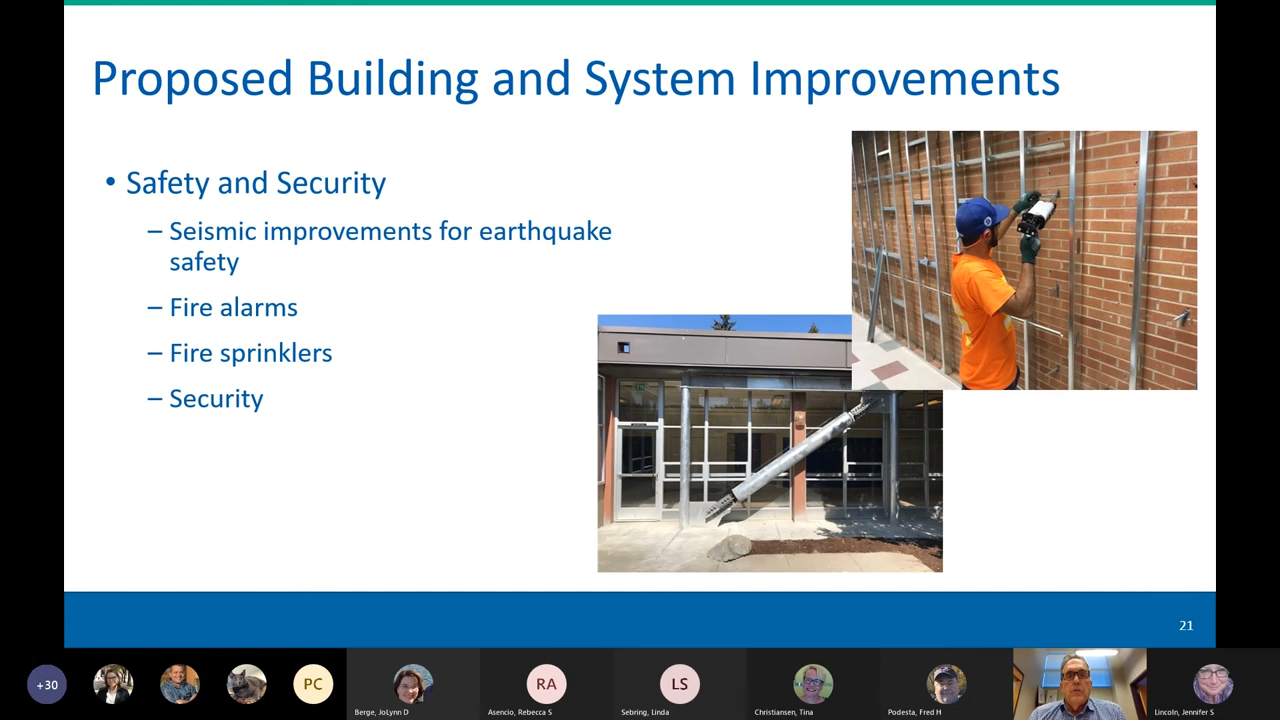 Proposed Building and System Improvements
• Safety and Security
– Seismic improvements for earthquake
safety
– Fire alarms
– Fire sprinklers
– Security
21
+30
PC
RA
LS
Berge, JoLynn D
Asencio, Rebecca S
Sebring, Linda
Christiansen, Tina
Podesta, Fred H
Lincoln, Jennifer S